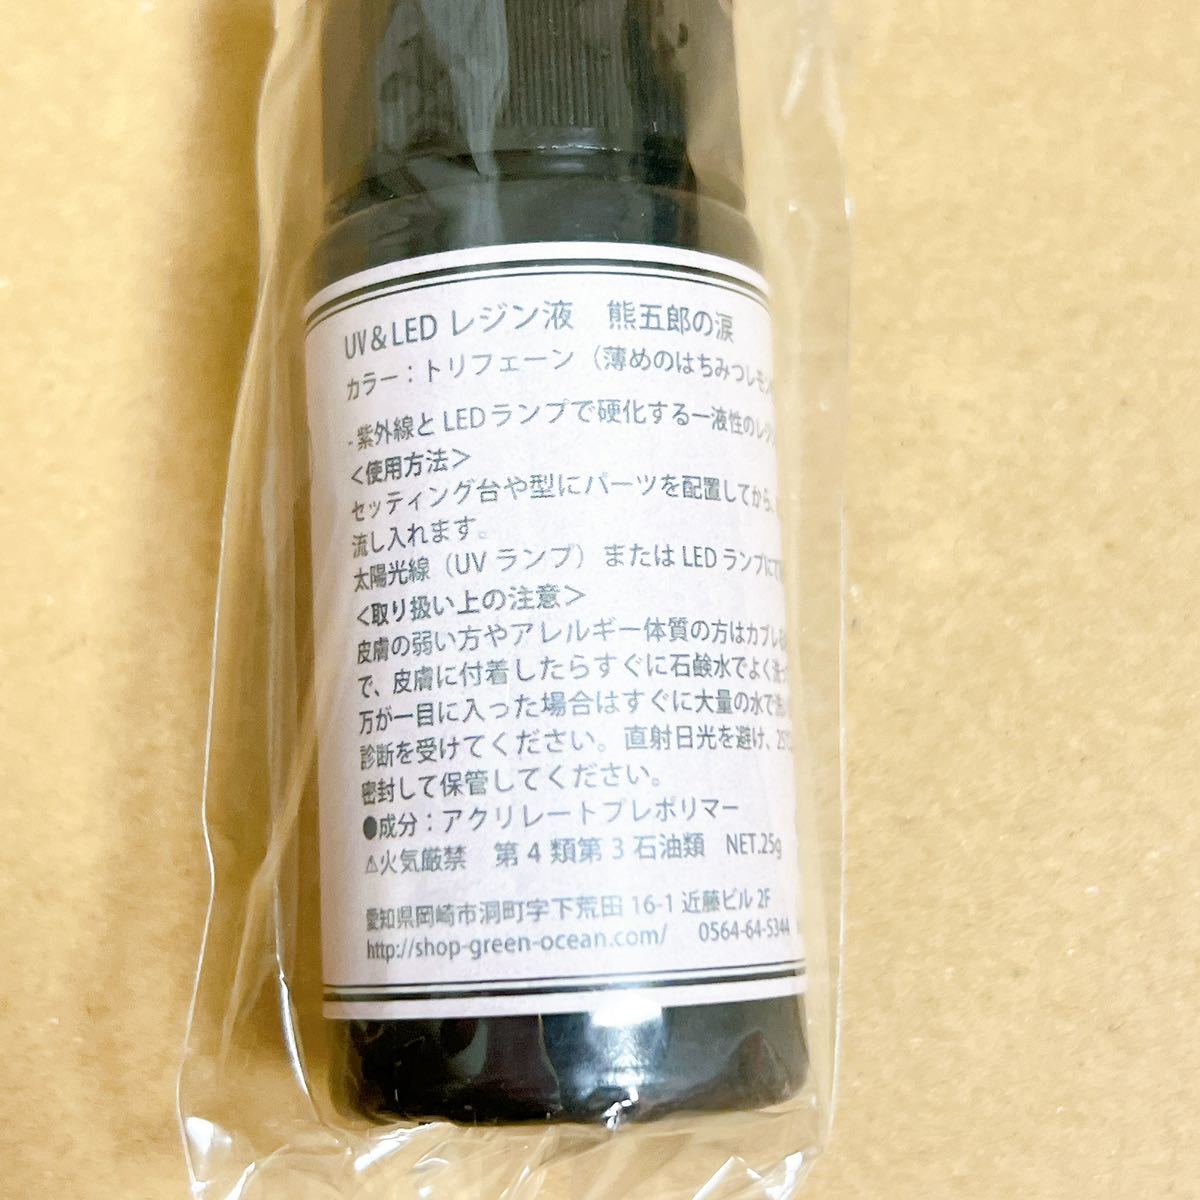 UV＆LED レジン液　熊五郎の涙
カラー：トリフェーン（薄めのはちみつレモン
- 紫外線と LED ランプで硬化する一液性のレジ
＜使用方法＞
セッティング台や型にパーツを配置してから、
流し入れます。
太陽光線（UV ランプ）または LED ランプにて
＜取り扱い上の注意＞
皮膚の弱い方やアレルギー体質の方はカブレ
で、皮膚に付着したらすぐに石鹸水でよく洗っ
万が一目に入った場合はすぐに大量の水で洗い
診断を受けてください。直射日光を避け、25℃
密封して保管してください。
●成分：アクリレートプレポリマー
⚠火気厳禁　第 4 類第 3 石油類　NET.25g
愛知県岡崎市洞町字下荒田 16-1 近藤ビル 2F
http://shop-green-ocean.com/　0564-64-5344